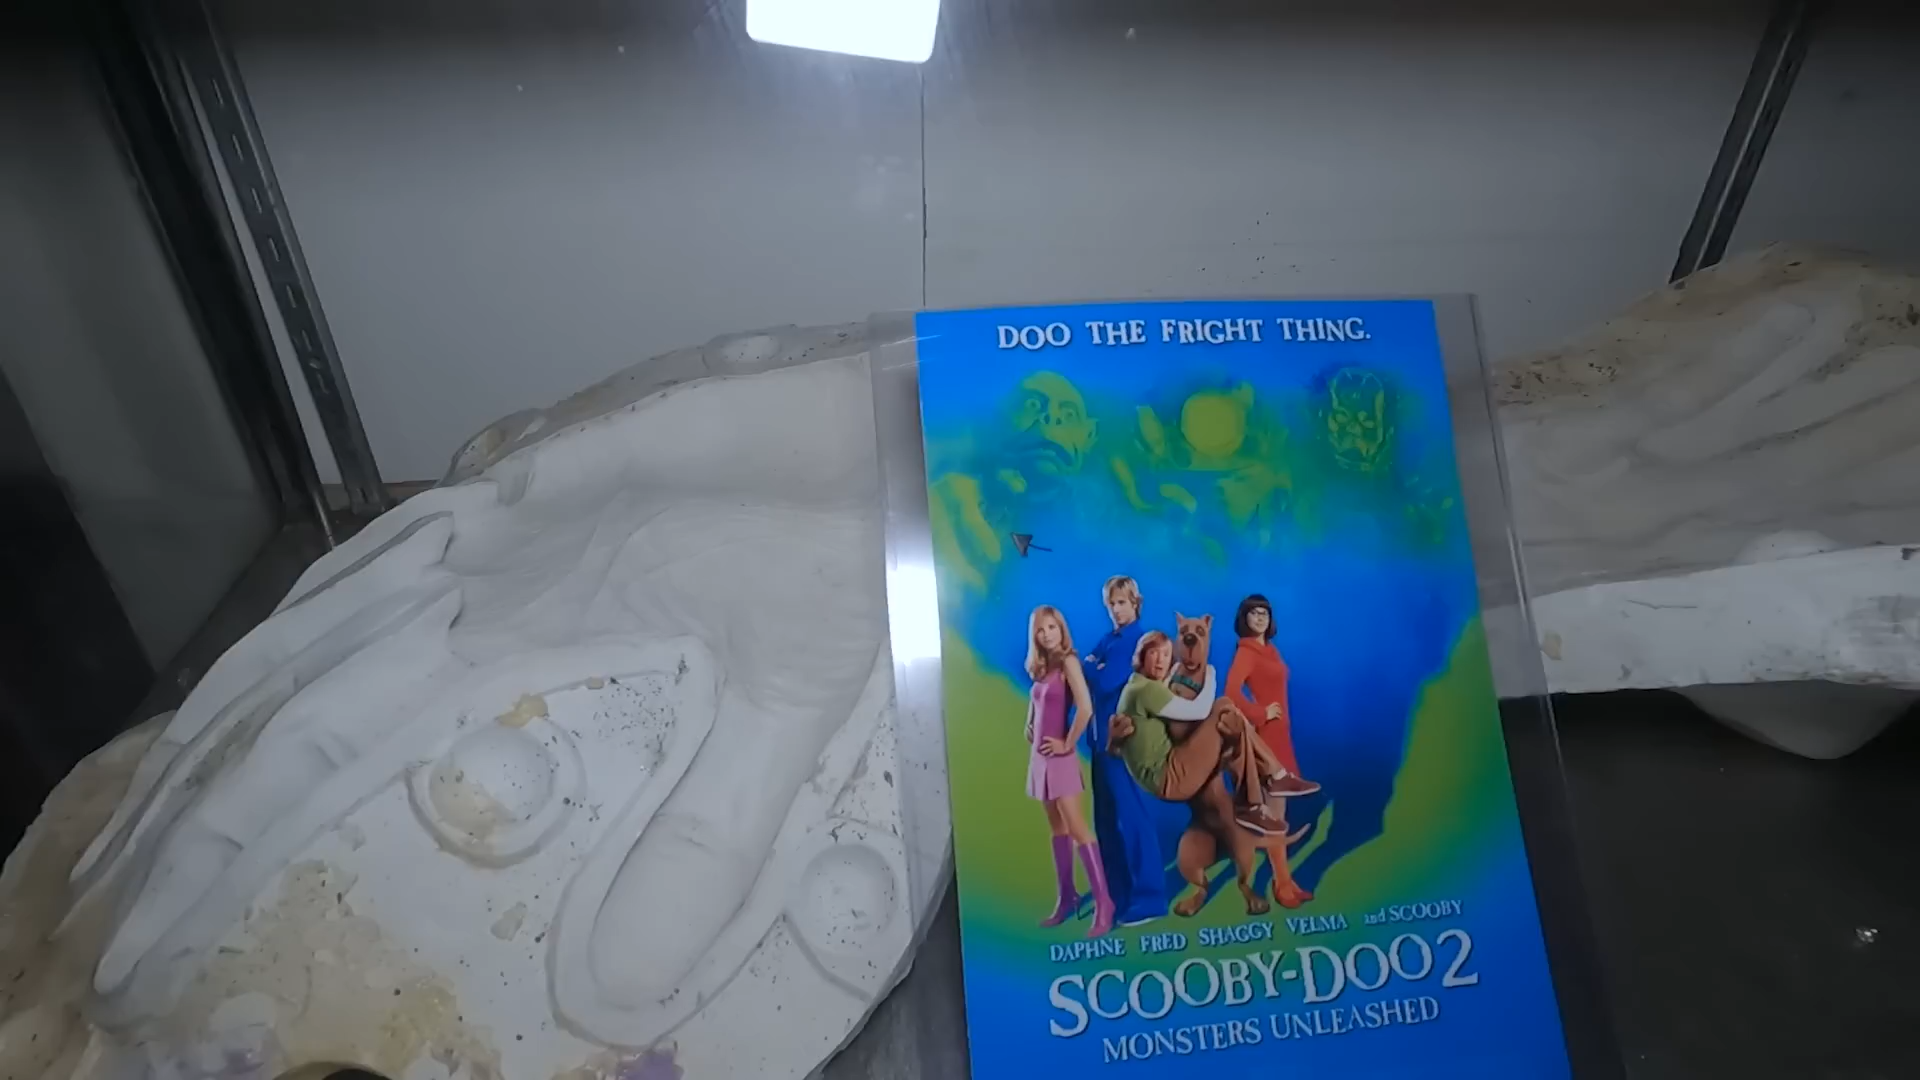 DOO THE FRIGHT THING.
DAPHNE FRED SHAGGY VELMA and SCOOBY
SCOOBY-DOO 2
MONSTERS UNLEASHED